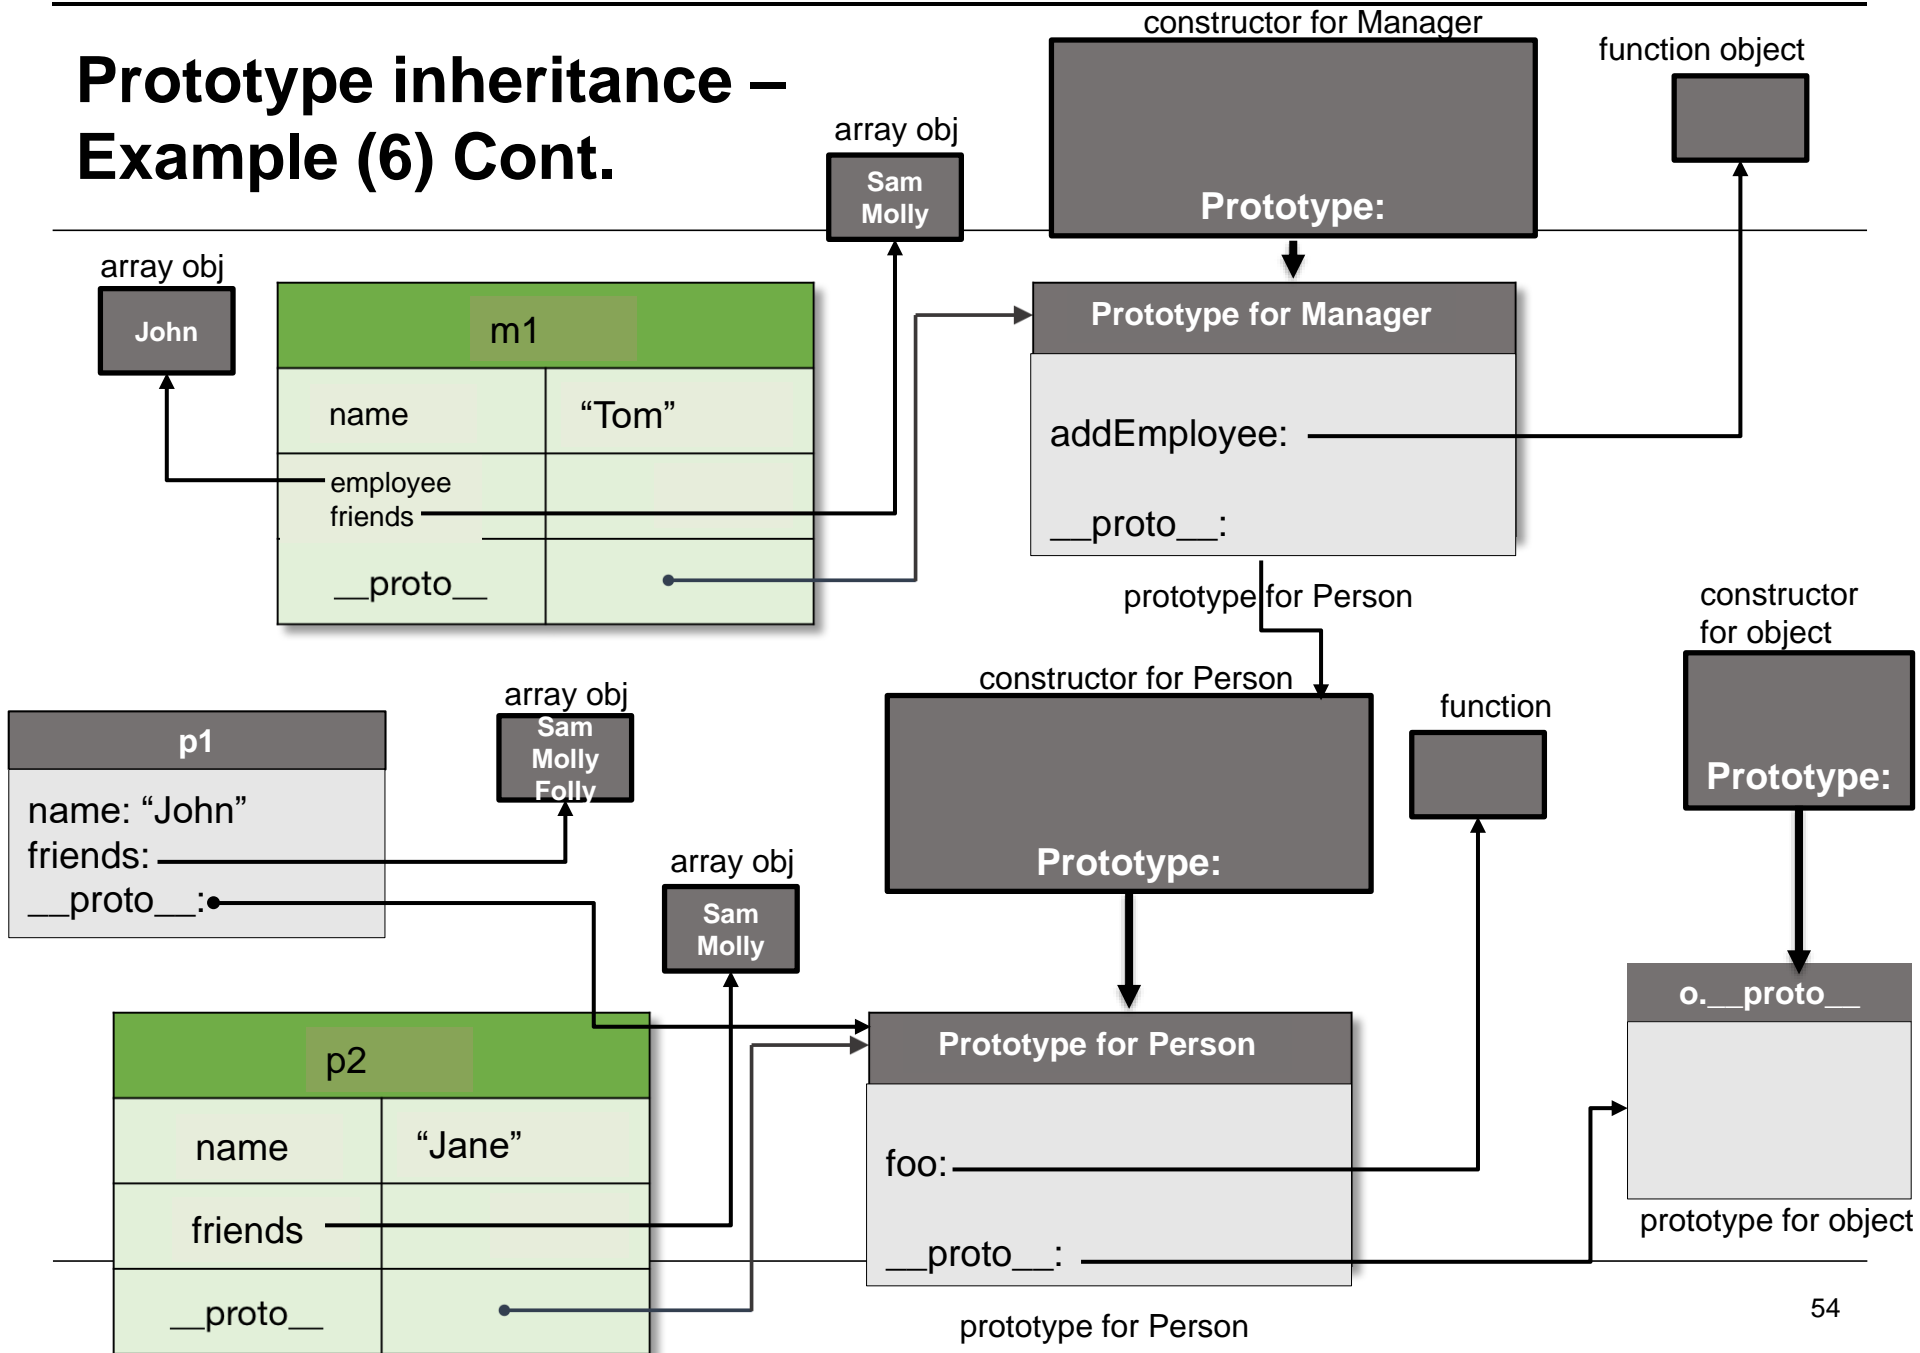 constructor for Manager
function object
Prototype inheritance –
Example (6) Cont.
array obj
Sam
Molly
Prototype:
array obj
John
m1
Prototype for Manager
name
“Tom”
addEmployee:
employee
friends
__proto__:
__proto__
prototype for Person
constructor
for object
constructor for Person
array obj
function
Sam
Molly
Folly
p1
Prototype:
name: “John”
friends:
__proto__:
array obj
Prototype:
Sam
Molly
o.__proto__
p2
Prototype for Person
name
“Jane”
foo:
friends
prototype for object
__proto__:
__proto__
54
prototype for Person